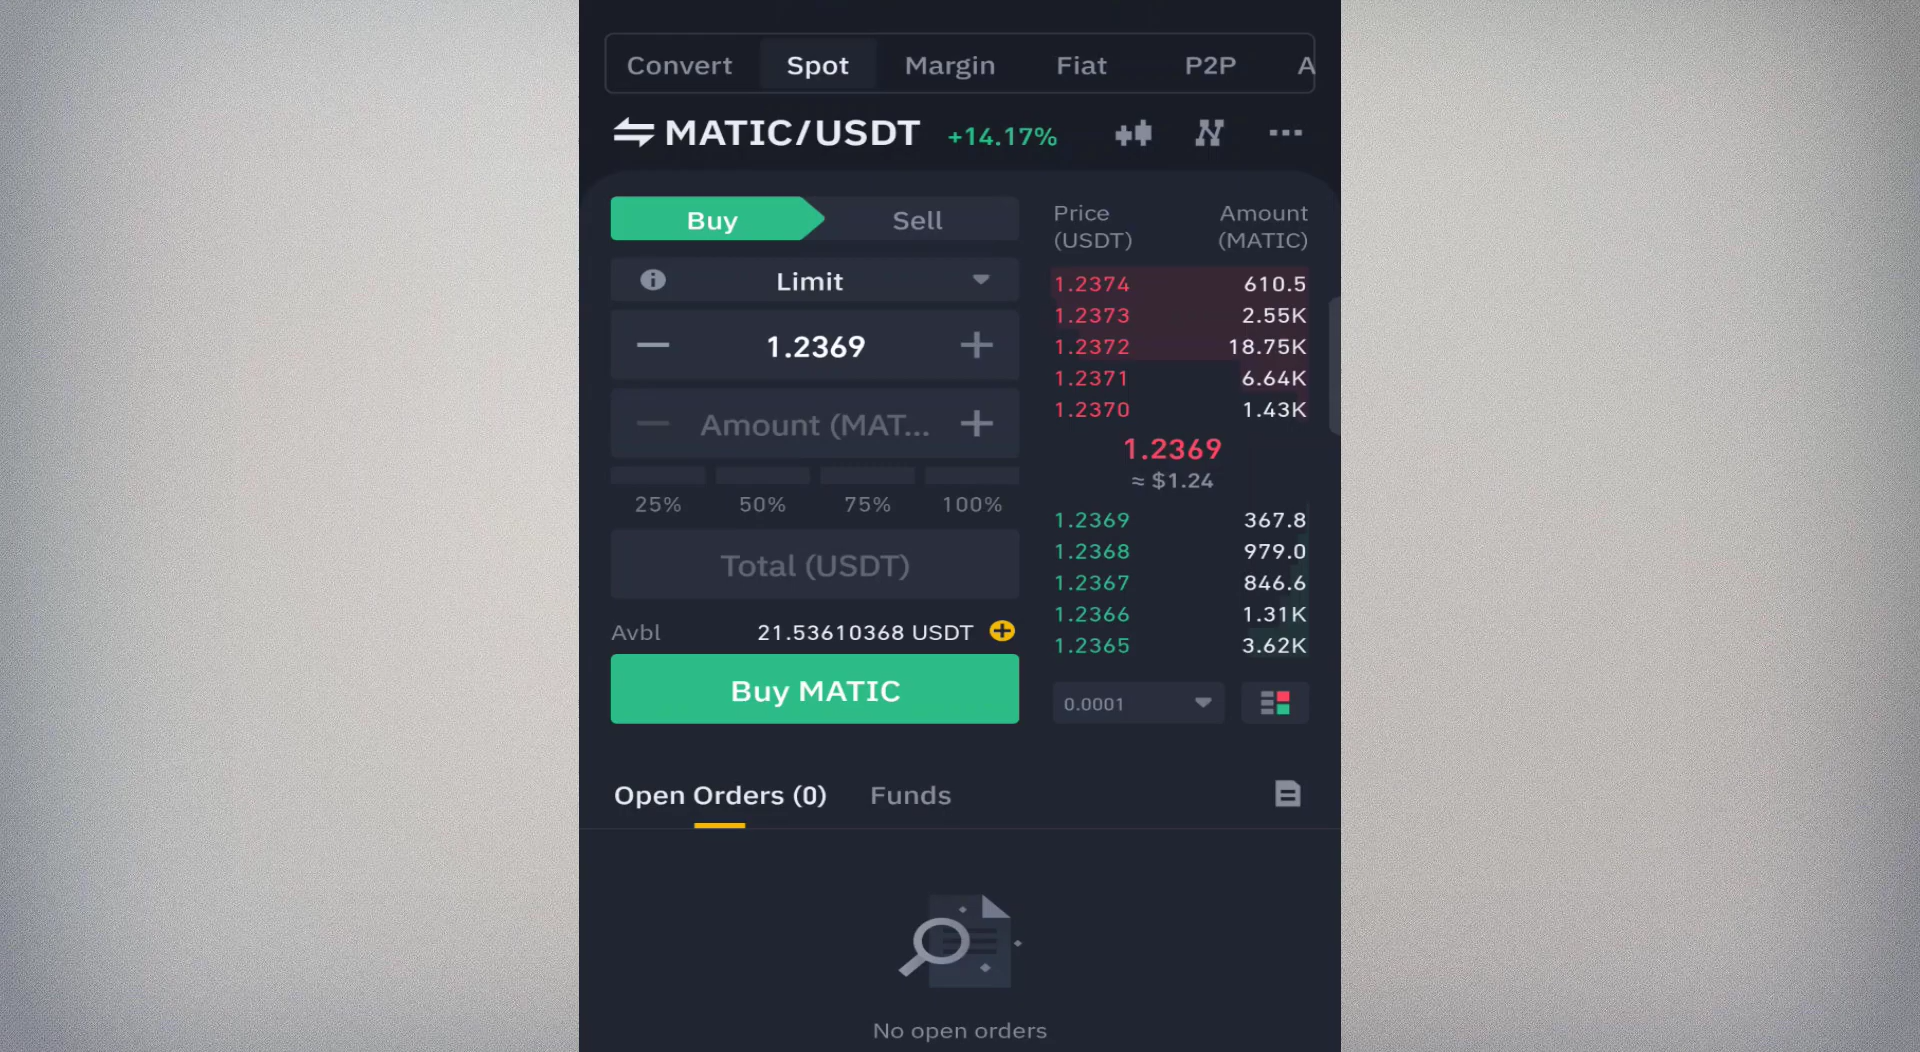 Convert Spot Margin Fiat P2P A
MATIC/USDT +14.17%
Buy Sell
Limit
1.2369
Amount (MAT...
25% 50% 75% 100%
Total (USDT)
Avbl 21.53610368 USDT
Buy MATIC
Price Amount
(USDT) (MATIC)
1.2374 610.5
1.2373 2.55K
1.2372 18.75K
1.2371 6.64K
1.2370 1.43K
1.2369
≈ $1.24
1.2369 367.8
1.2368 979.0
1.2367 846.6
1.2366 1.31K
1.2365 3.62K
0.0001
Open Orders (0) Funds
No open orders